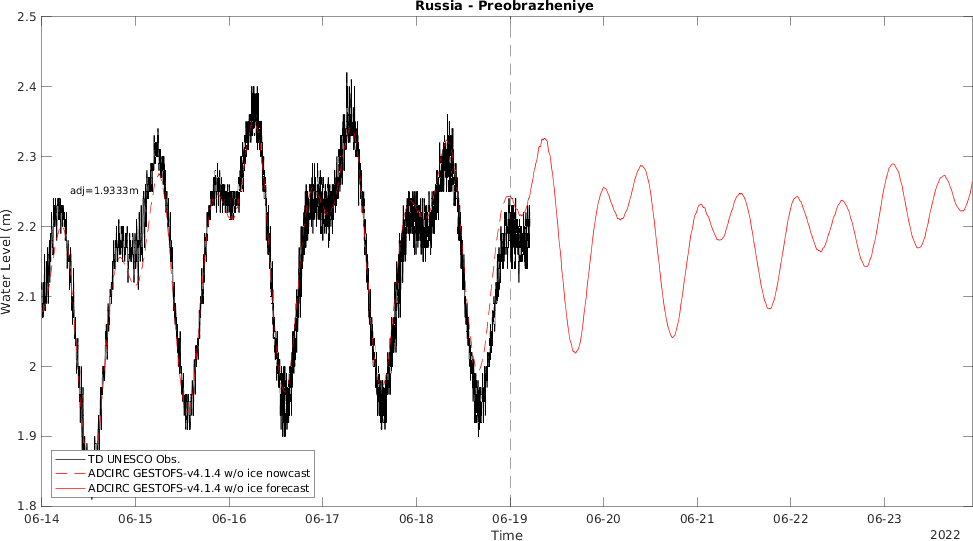 Russia - Preobrazheniye
2.5
2.4
2.3
2.2
2.1
2
1.9
1.8
Water Level (m)
adj=1.9333m
TD UNESCO Obs.
ADCIRC GESTOFS-v4.1.4 w/o ice nowcast
ADCIRC GESTOFS-v4.1.4 w/o ice forecast
06-14 06-15 06-16 06-17 06-18 06-19 06-20 06-21 06-22 06-23
Time
2022